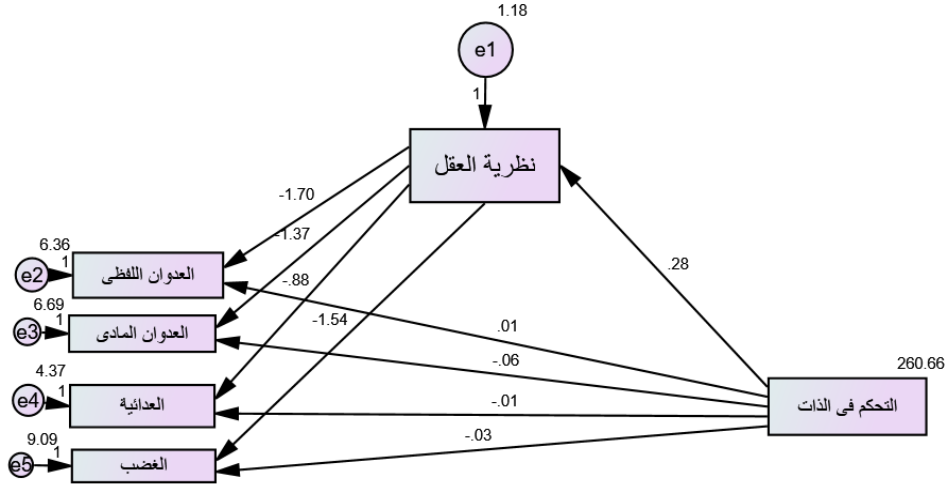 1.18
e1
1
نظرية العقل
-1.70
-1.37
-.88
-1.54
.28
6.36
e2
1
العدوان اللفظى
6.69
e3
1
العدوان المادى
4.37
e4
1
العدائية
9.09
e5
1
الغضب
.01
-.06
-.01
-.03
260.66
التحكم فى الذات